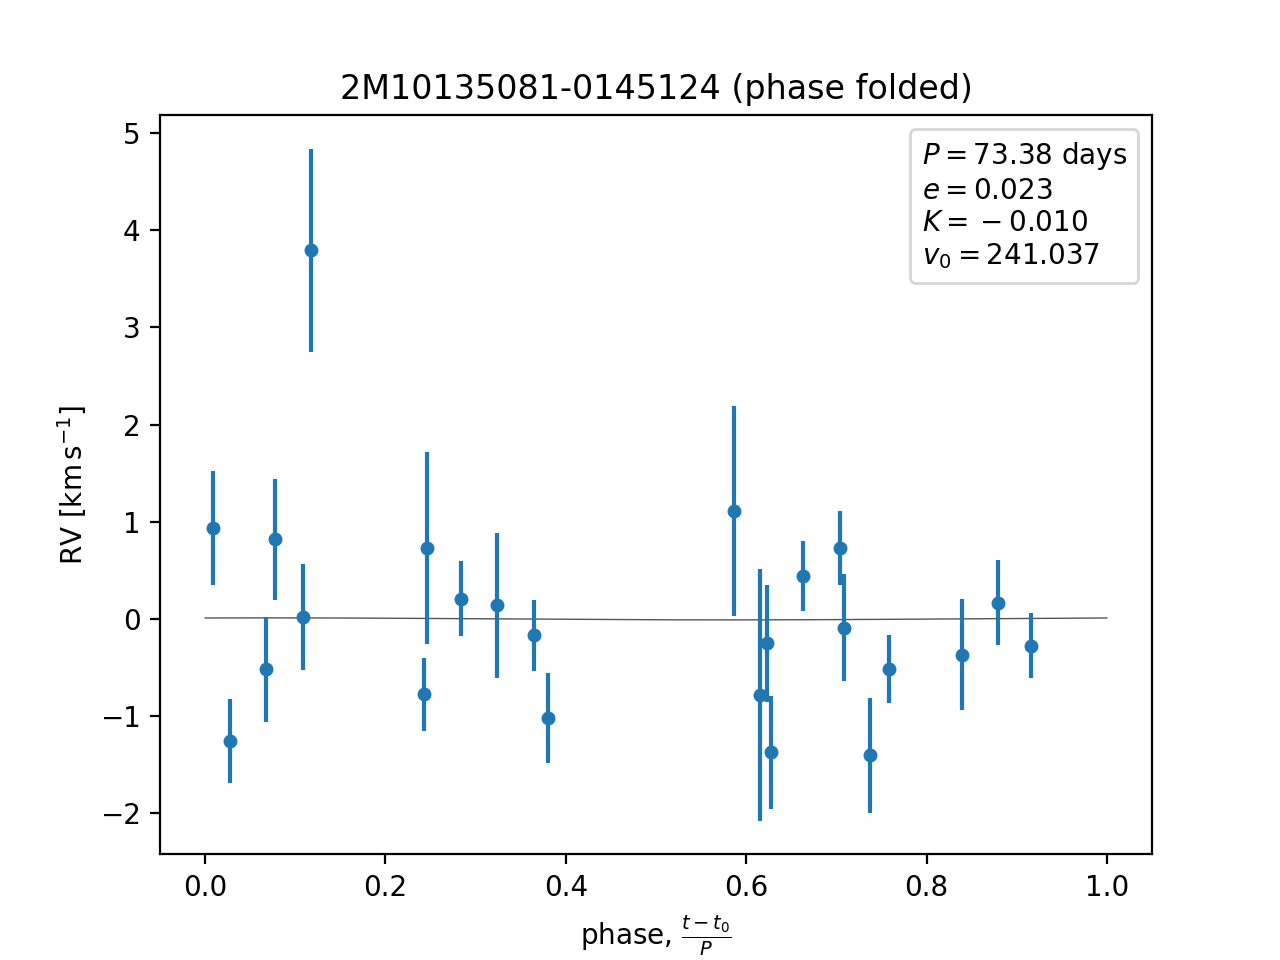 2M10135081-0145124 (phase folded)
P = 73.38 days
e = 0.023
K = −0.010
v₀ = 241.037
5
4
3
2
1
0
−1
−2
RV [km s⁻¹]
0.0 0.2 0.4 0.6 0.8 1.0
phase, (t − t₀)/P